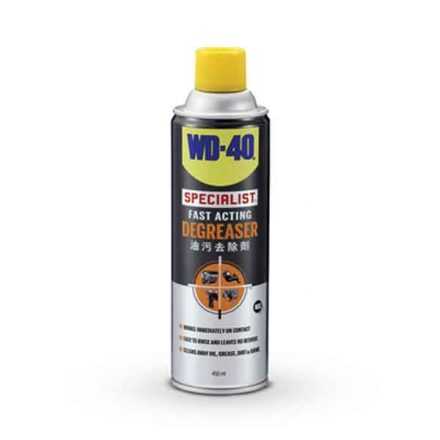 WD-40
SPECIALIST
FAST ACTING
DEGREASER
油污去除劑
WORKS IMMEDIATELY ON CONTACT
EASY TO RINSE AND LEAVES NO RESIDUE
CLEARS AWAY OIL, GREASE, DIRT & GRIME.
450 ml